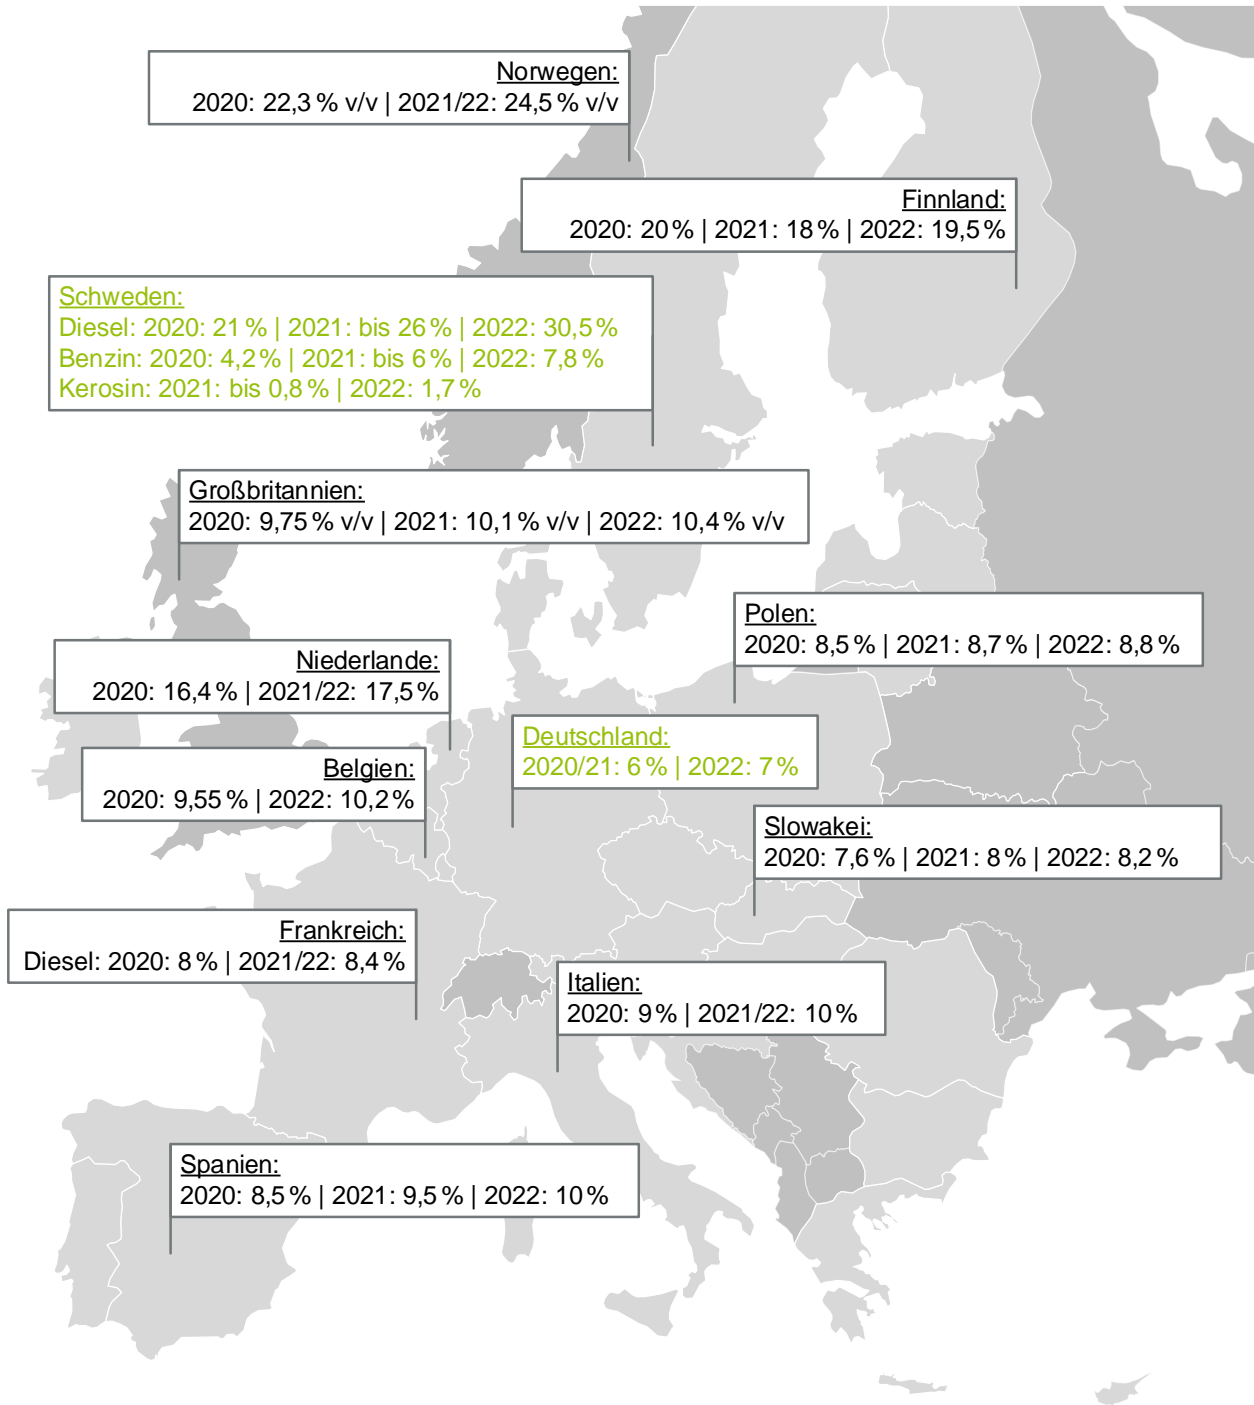 Norwegen:
2020: 22,3 % v/v | 2021/22: 24,5 % v/v
Finnland:
2020: 20 % | 2021: 18 % | 2022: 19,5 %
Schweden:
Diesel: 2020: 21 % | 2021: bis 26 % | 2022: 30,5 %
Benzin: 2020: 4,2 % | 2021: bis 6 % | 2022: 7,8 %
Kerosin: 2021: bis 0,8 % | 2022: 1,7 %
Großbritannien:
2020: 9,75 % v/v | 2021: 10,1 % v/v | 2022: 10,4 % v/v
Polen:
2020: 8,5 % | 2021: 8,7 % | 2022: 8,8 %
Niederlande:
2020: 16,4 % | 2021/22: 17,5 %
Deutschland:
2020/21: 6 % | 2022: 7 %
Belgien:
2020: 9,55 % | 2022: 10,2 %
Slowakei:
2020: 7,6 % | 2021: 8 % | 2022: 8,2 %
Frankreich:
Diesel: 2020: 8 % | 2021/22: 8,4 %
Italien:
2020: 9 % | 2021/22: 10 %
Spanien:
2020: 8,5 % | 2021: 9,5 % | 2022: 10 %